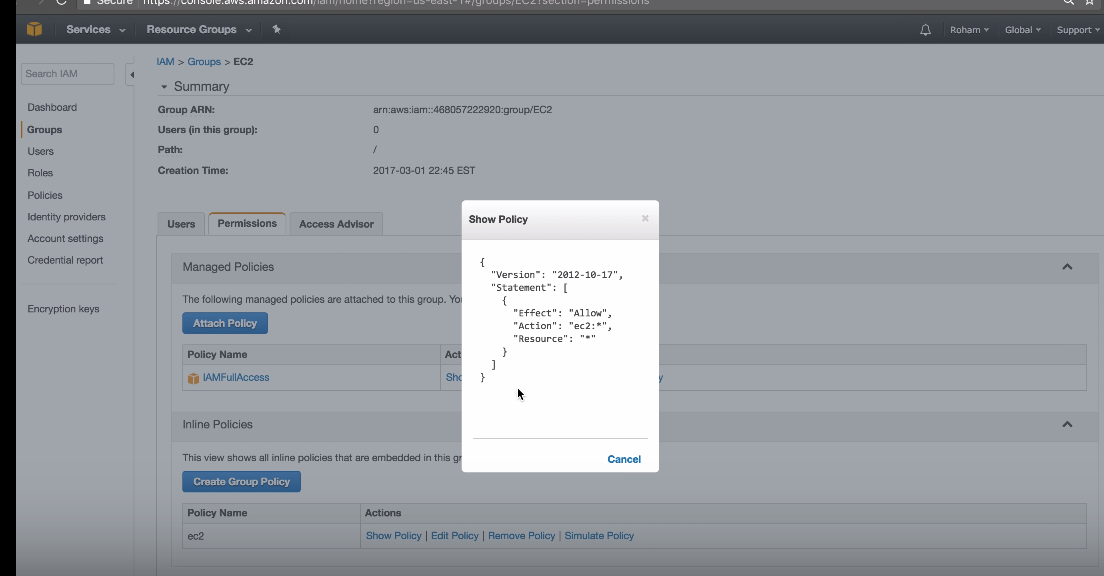 Secure https://console.aws.amazon.com/iam/home?region=us-east-1#/groups/EC2?section=permissions
Services Resource Groups Roham Global Support
Search IAM
Dashboard
Groups
Users
Roles
Policies
Identity providers
Account settings
Credential report
Encryption keys
IAM > Groups > EC2
Summary
Group ARN: arn:aws:iam::468057222920:group/EC2
Users (in this group): 0
Path: /
Creation Time: 2017-03-01 22:45 EST
Users Permissions Access Advisor
Managed Policies
The following managed policies are attached to this group. Yo
Attach Policy
Policy Name Act
IAMFullAccess Sho y
Show Policy ×
{
"Version": "2012-10-17",
"Statement": [
{
"Effect": "Allow",
"Action": "ec2:*",
"Resource": "*"
}
]
}
Cancel
Inline Policies
This view shows all inline policies that are embedded in this gr
Create Group Policy
Policy Name Actions
ec2 Show Policy | Edit Policy | Remove Policy | Simulate Policy